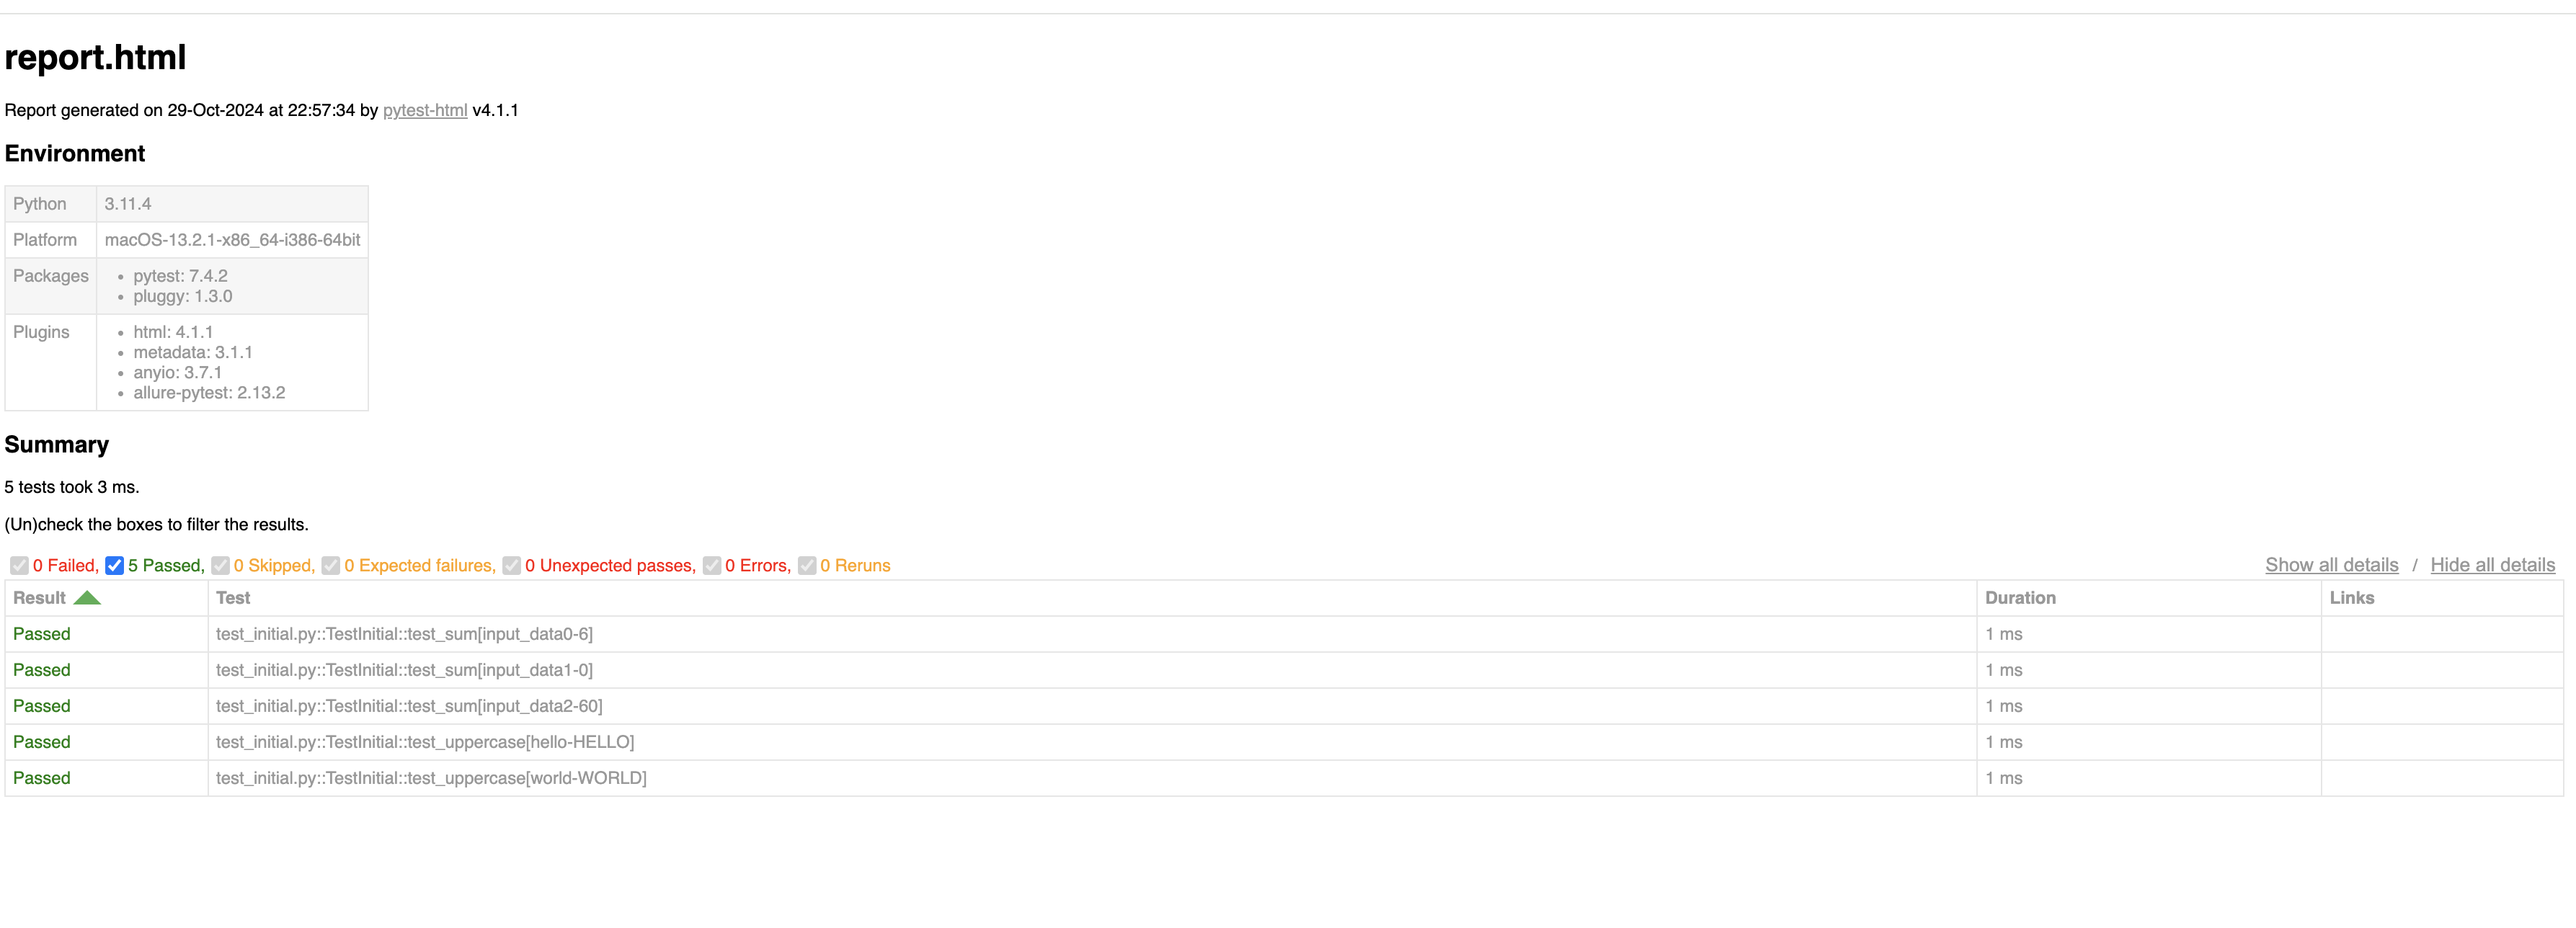 report.html
Report generated on 29-Oct-2024 at 22:57:34 by pytest-html v4.1.1
Environment
Python 3.11.4
Platform macOS-13.2.1-x86_64-i386-64bit
Packages • pytest: 7.4.2
• pluggy: 1.3.0
Plugins • html: 4.1.1
• metadata: 3.1.1
• anyio: 3.7.1
• allure-pytest: 2.13.2
Summary
5 tests took 3 ms.
(Un)check the boxes to filter the results.
0 Failed, 5 Passed, 0 Skipped, 0 Expected failures, 0 Unexpected passes, 0 Errors, 0 Reruns Show all details / Hide all details
Result Test Duration Links
Passed test_initial.py::TestInitial::test_sum[input_data0-6] 1 ms
Passed test_initial.py::TestInitial::test_sum[input_data1-0] 1 ms
Passed test_initial.py::TestInitial::test_sum[input_data2-60] 1 ms
Passed test_initial.py::TestInitial::test_uppercase[hello-HELLO] 1 ms
Passed test_initial.py::TestInitial::test_uppercase[world-WORLD] 1 ms